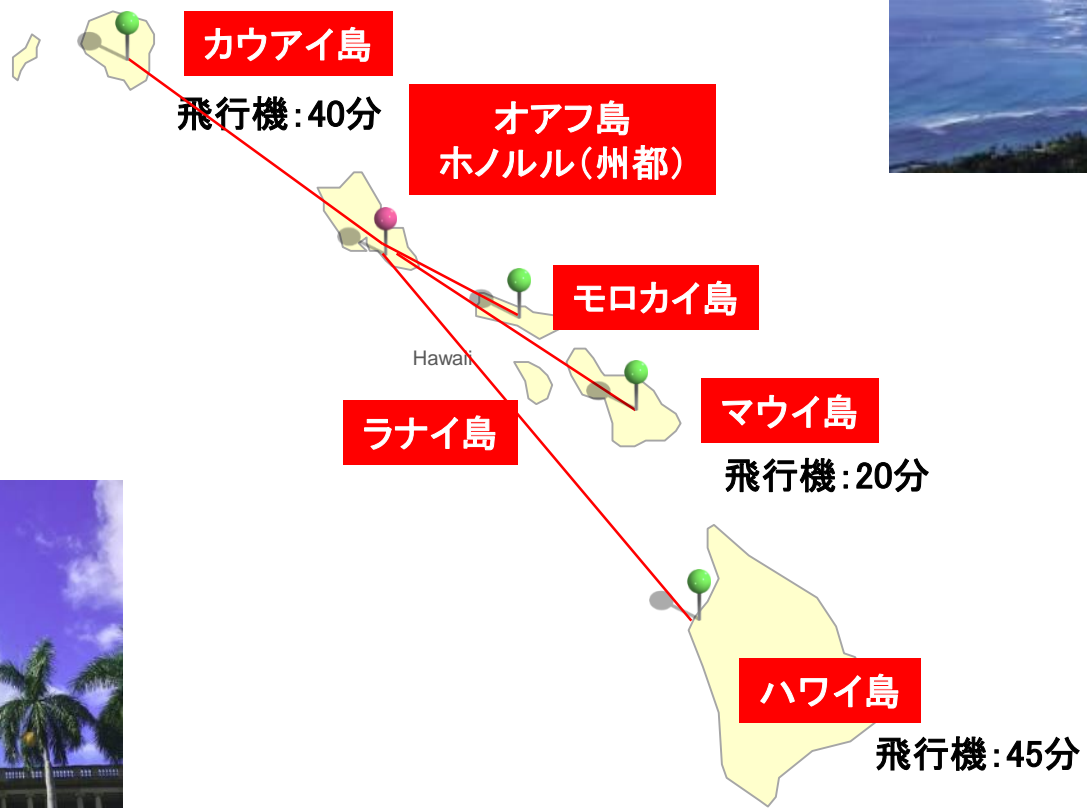 カウアイ島
飛行機：40分
オアフ島
ホノルル（州都）
モロカイ島
Hawaii
ラナイ島
マウイ島
飛行機：20分
ハワイ島
飛行機：45分